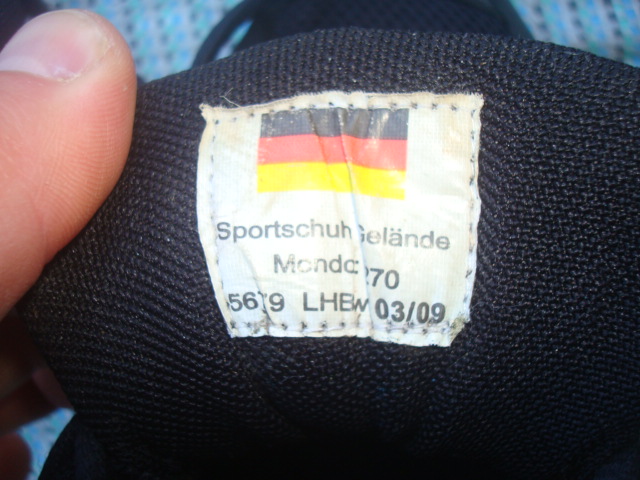 Sportschuh Gelände
Mondo 270
LHBw 03/09